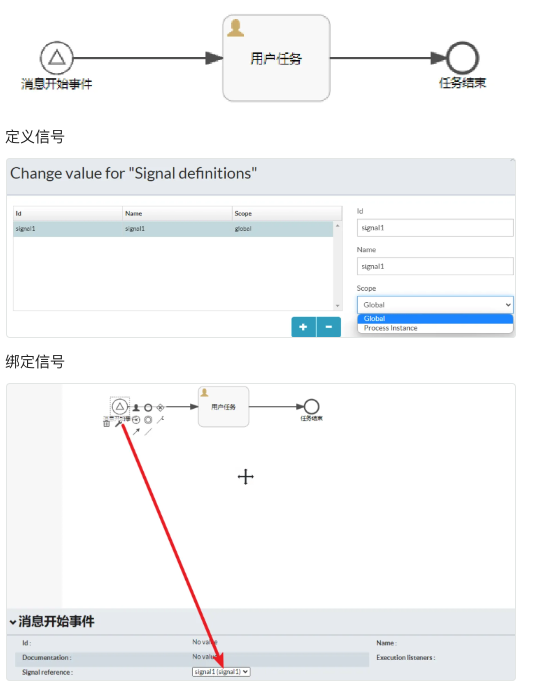 用户任务
消息开始事件
任务结束
定义信号
Change value for "Signal definitions"
Id Name Scope
signal1 signal1 global
Id
signal1
Name
signal1
Scope
Global
Global
Process Instance
绑定信号
用户任务
任务结束
消息开始事件
Id : No value Name :
Documentation : No value Execution listeners :
Signal reference : signal1 (signal1)